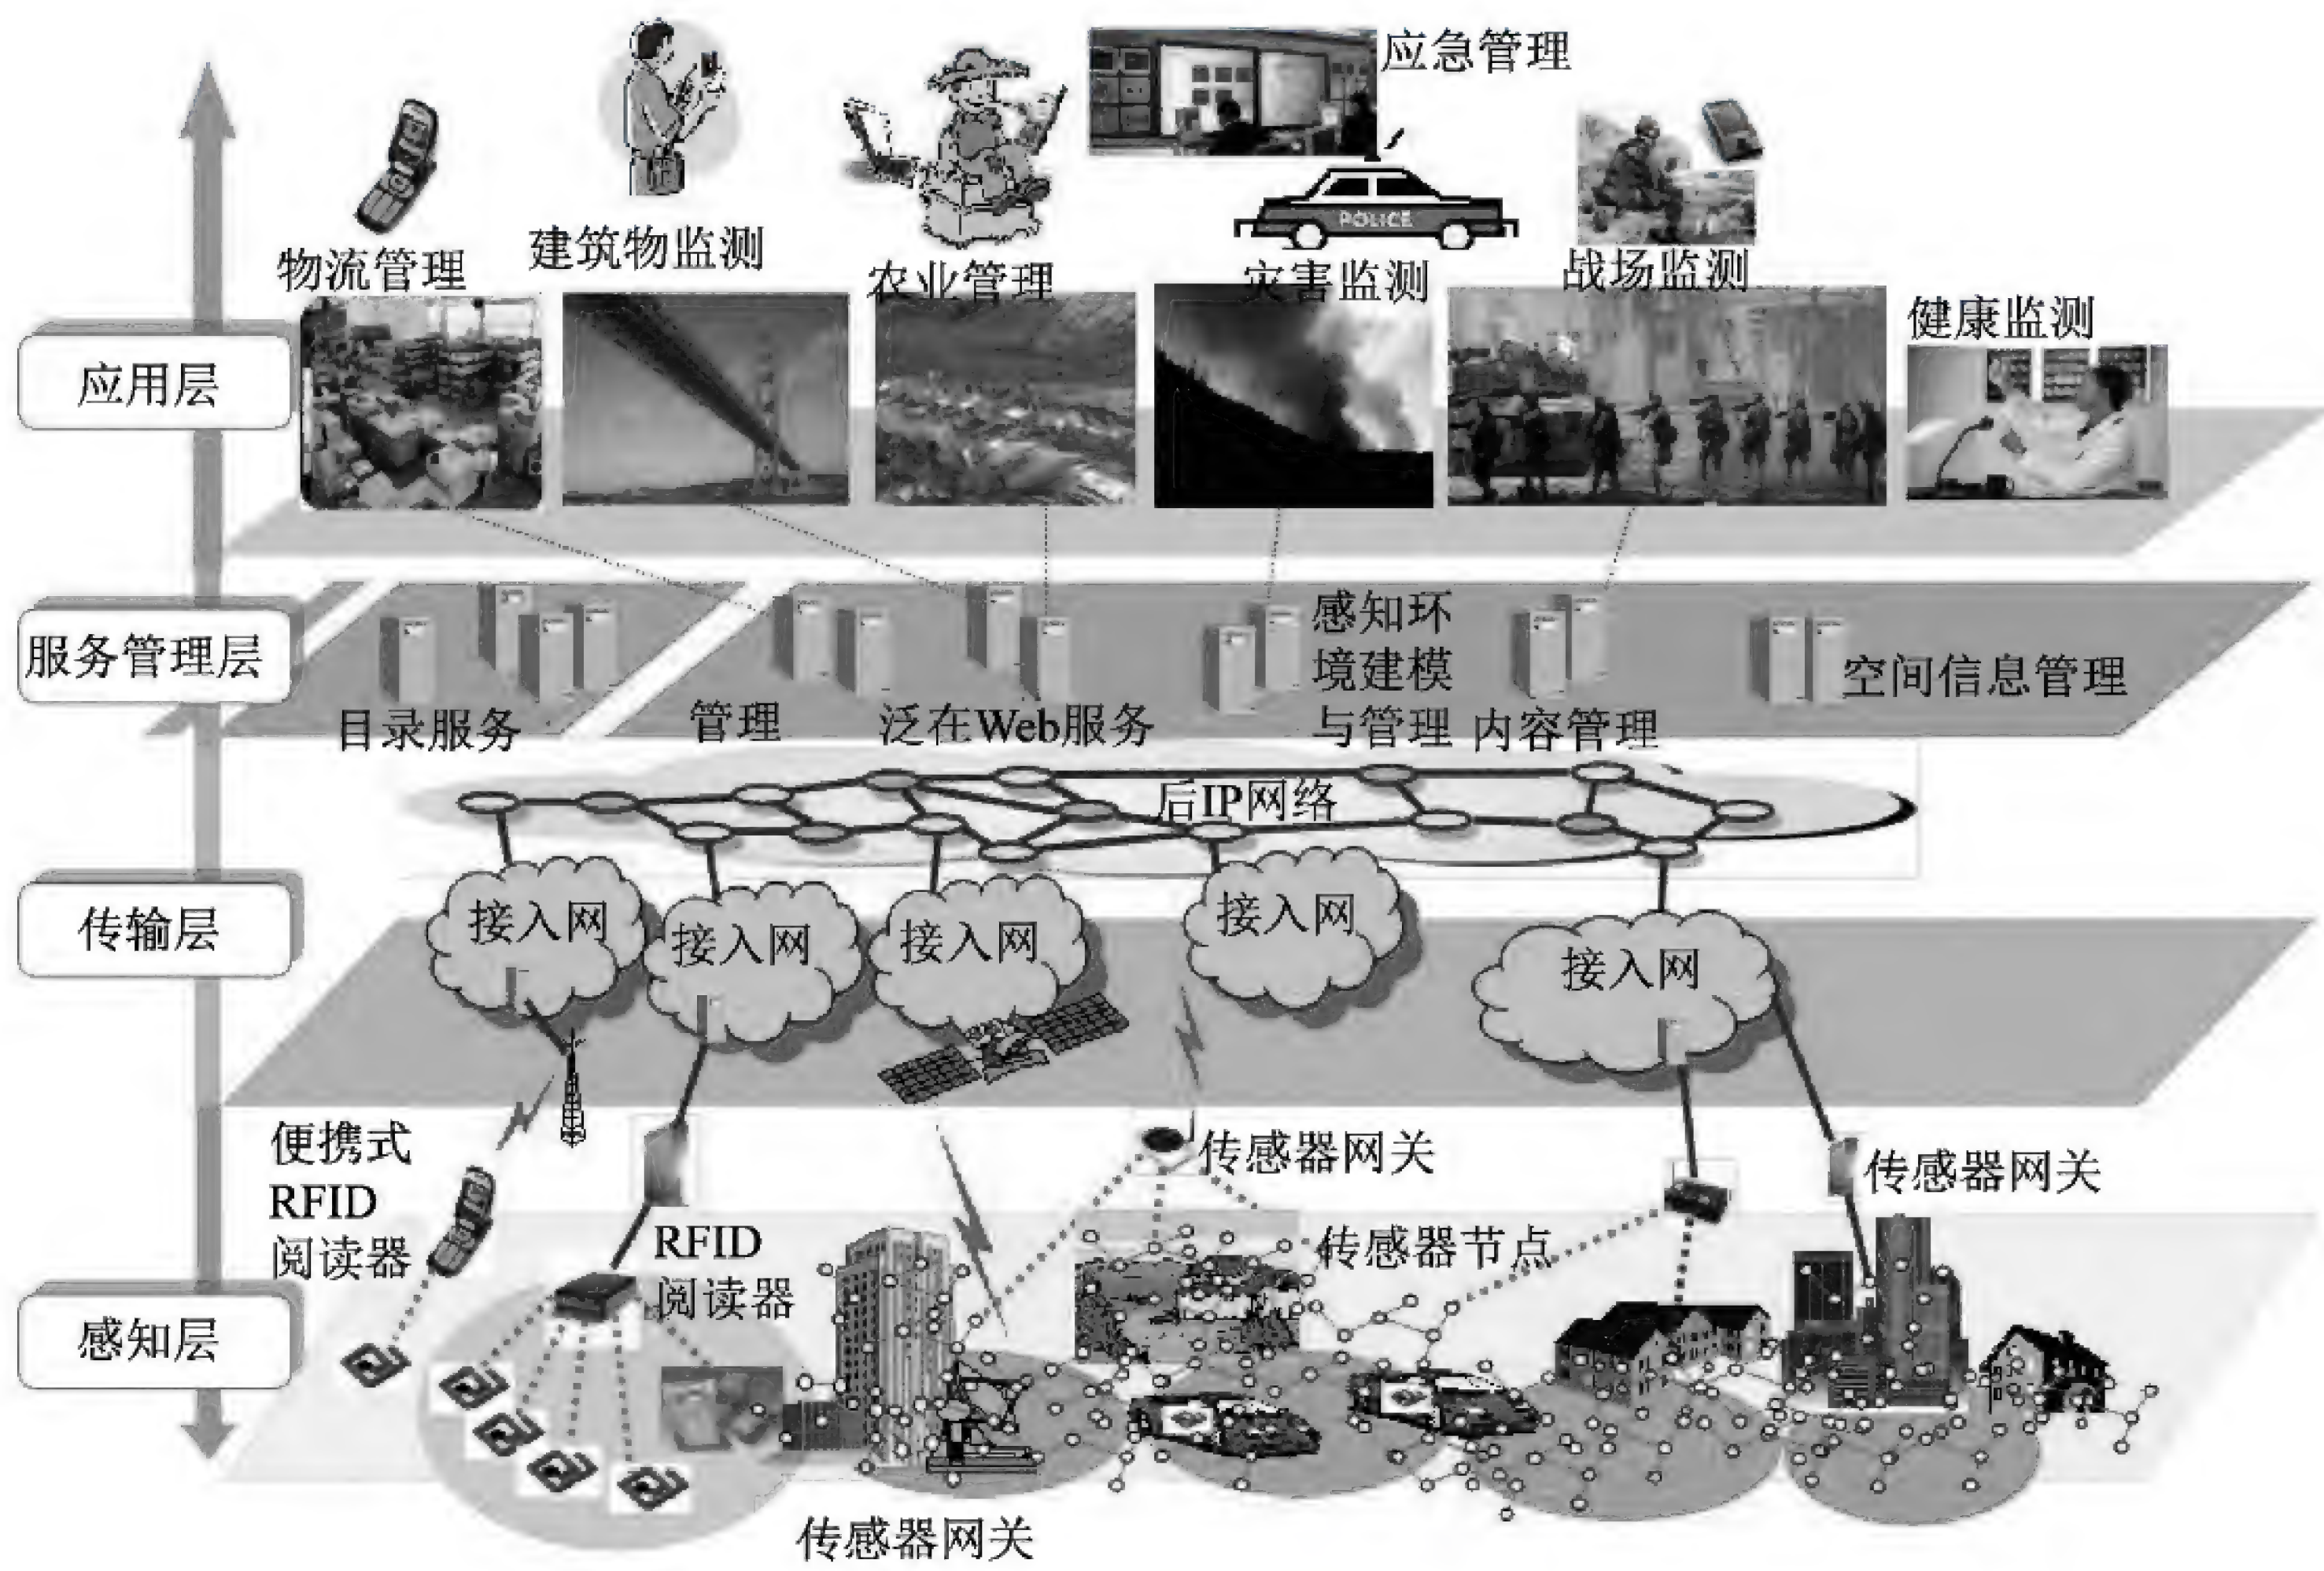 应急管理
POLICE
物流管理
建筑物监测
农业管理
灾害监测
战场监测
健康监测
应用层
服务管理层
目录服务
管理
泛在Web服务
感知环
境建模
与管理
内容管理
空间信息管理
后IP网络
传输层
接入网
接入网
接入网
接入网
接入网
便携式
RFID
阅读器
RFID
阅读器
传感器网关
传感器网关
传感器节点
感知层
传感器网关